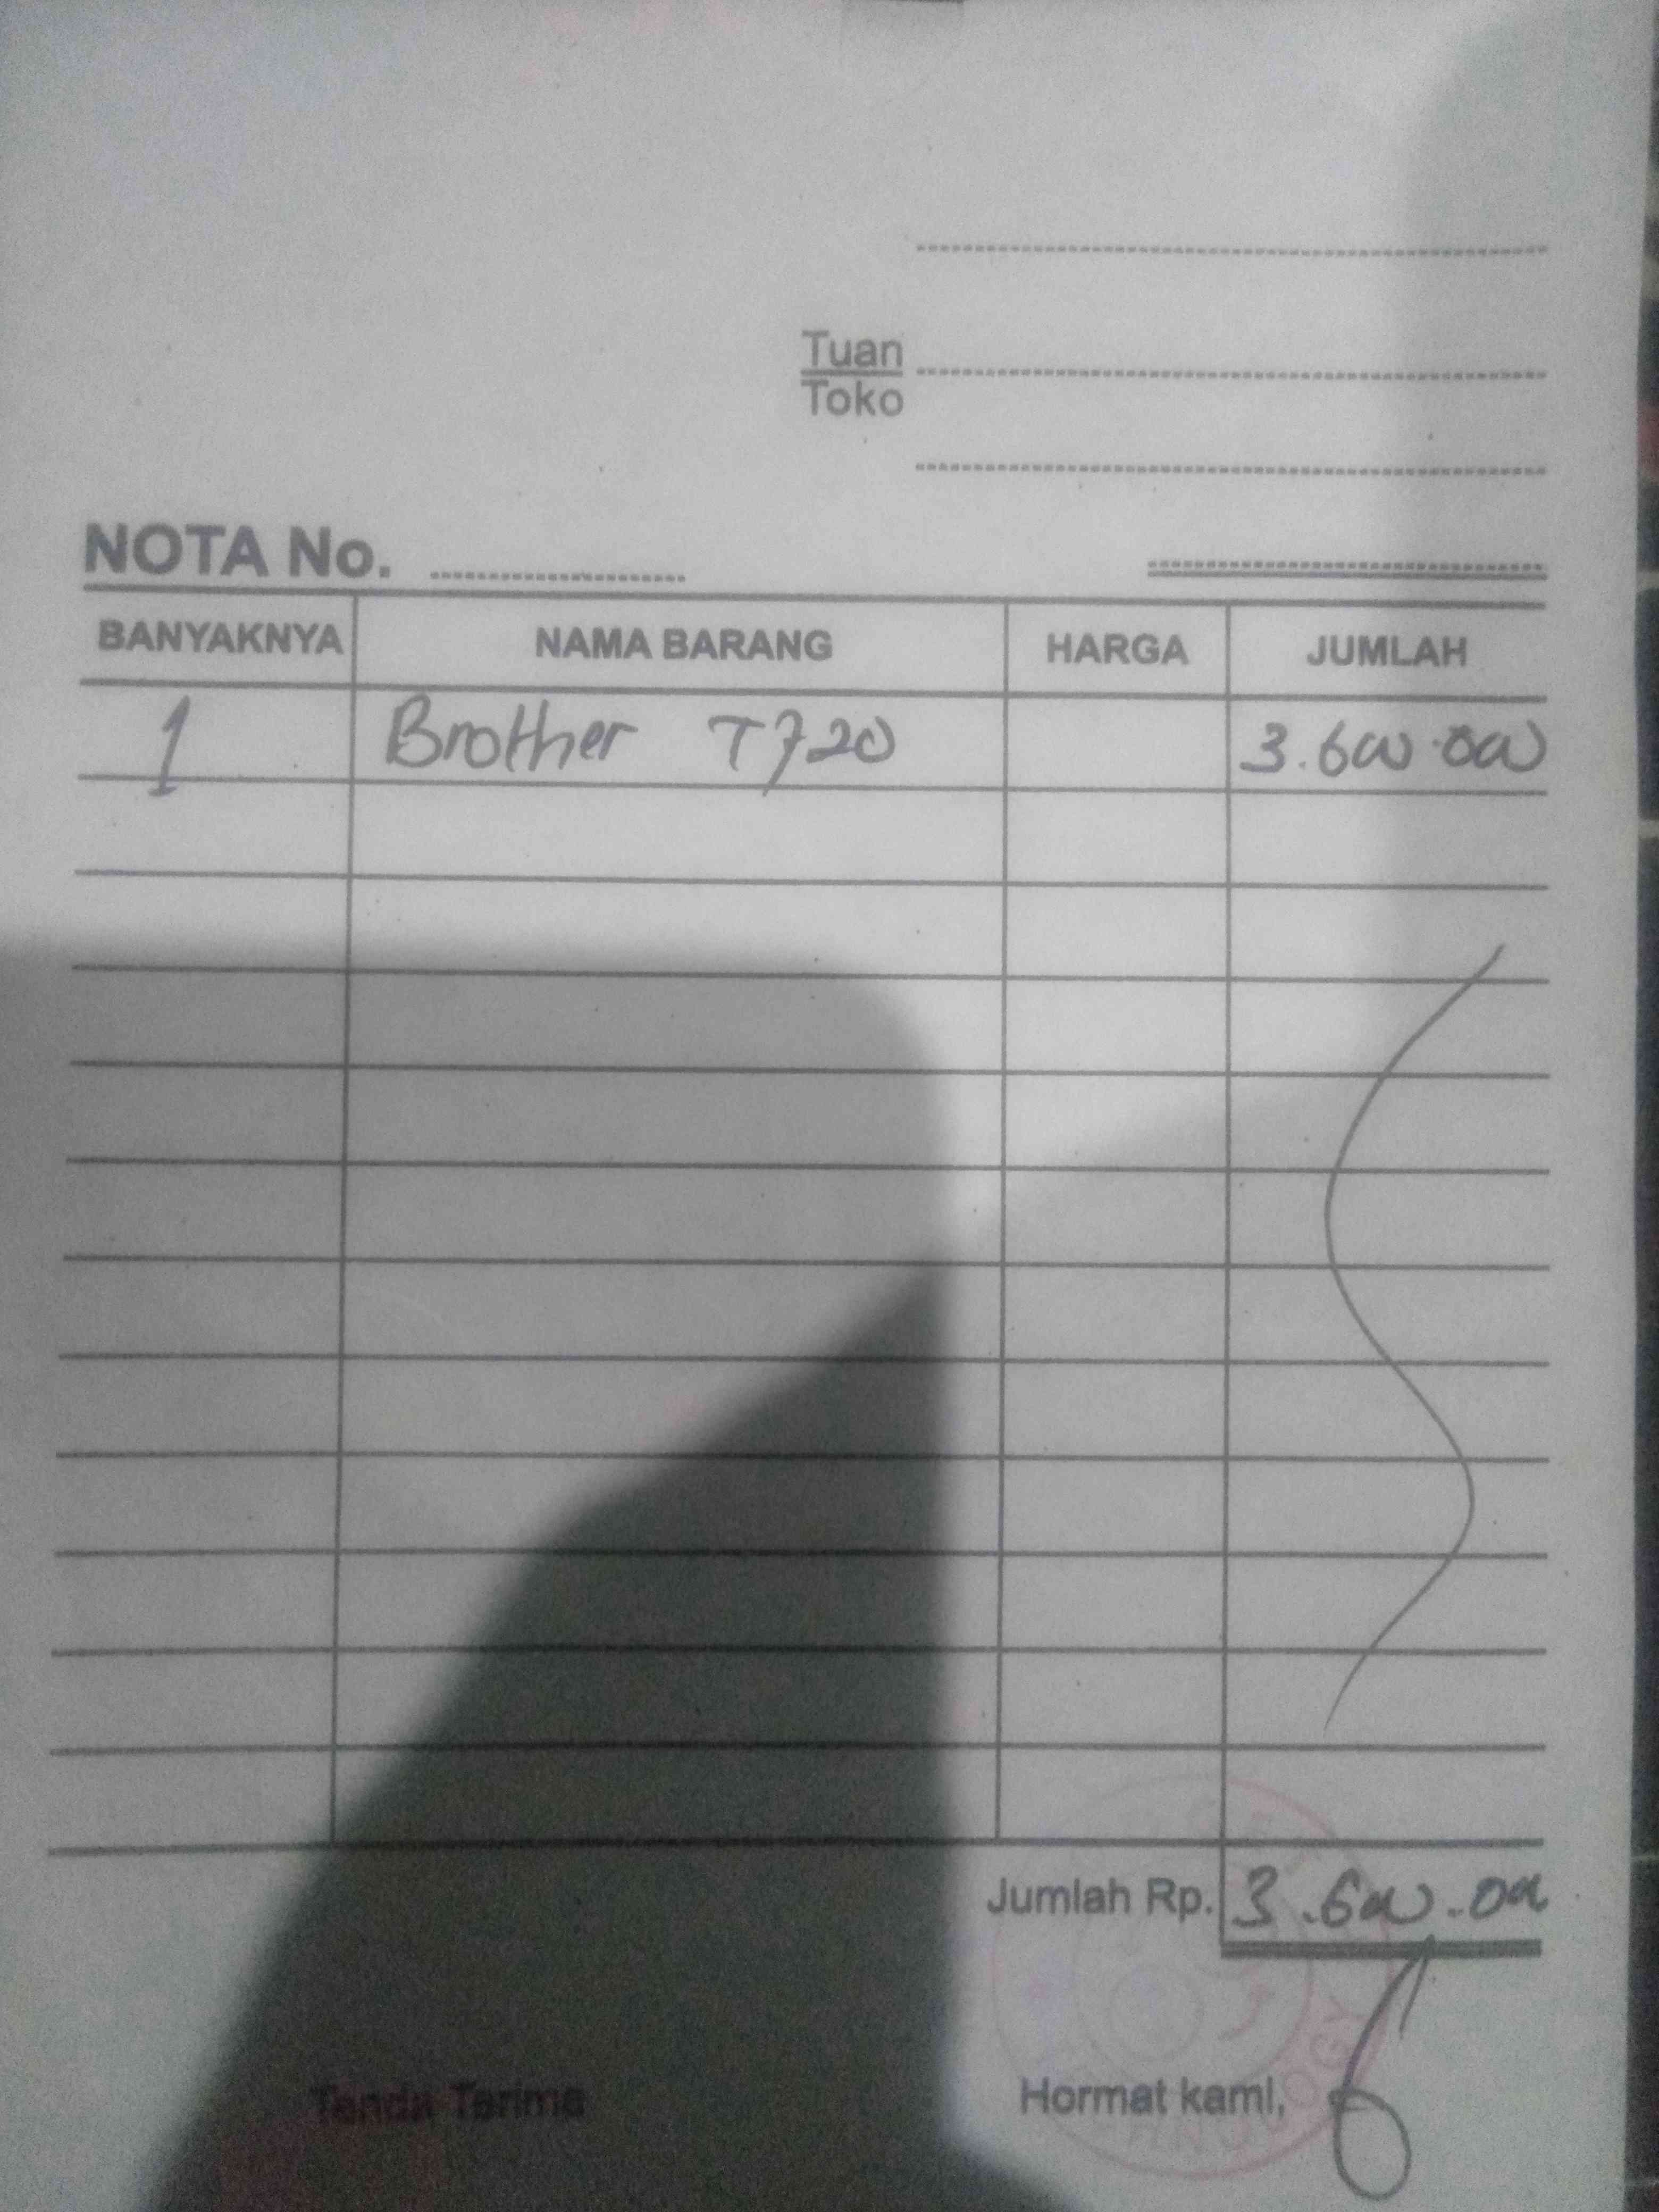 Tuan
Toko
NOTA No.
BANYAKNYA NAMA BARANG HARGA JUMLAH
1 Brother T720 3.600.000
Jumlah Rp. 3.600.000
Tanda Terima Hormat kami,